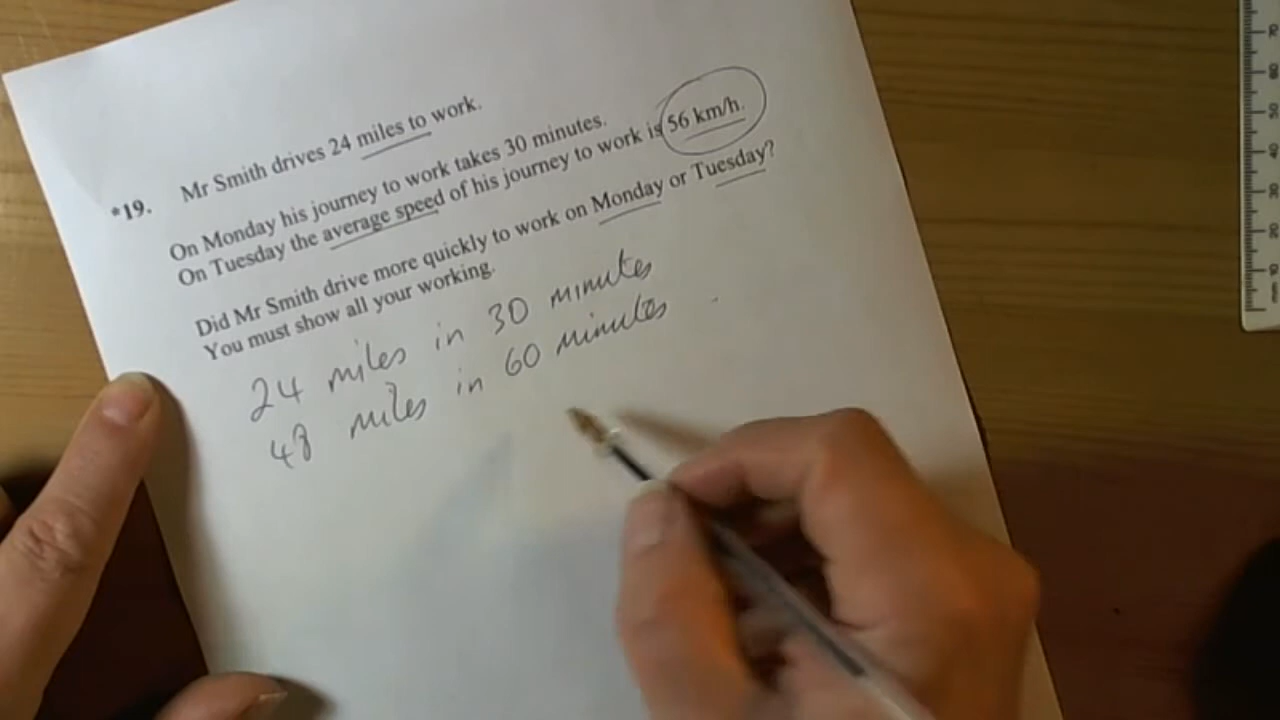 *19. Mr Smith drives 24 miles to work.
On Monday his journey to work takes 30 minutes.
On Tuesday the average speed of his journey to work is 56 km/h.
Did Mr Smith drive more quickly to work on Monday or Tuesday?
You must show all your working.
24 miles in 30 minutes
48 miles in 60 minutes